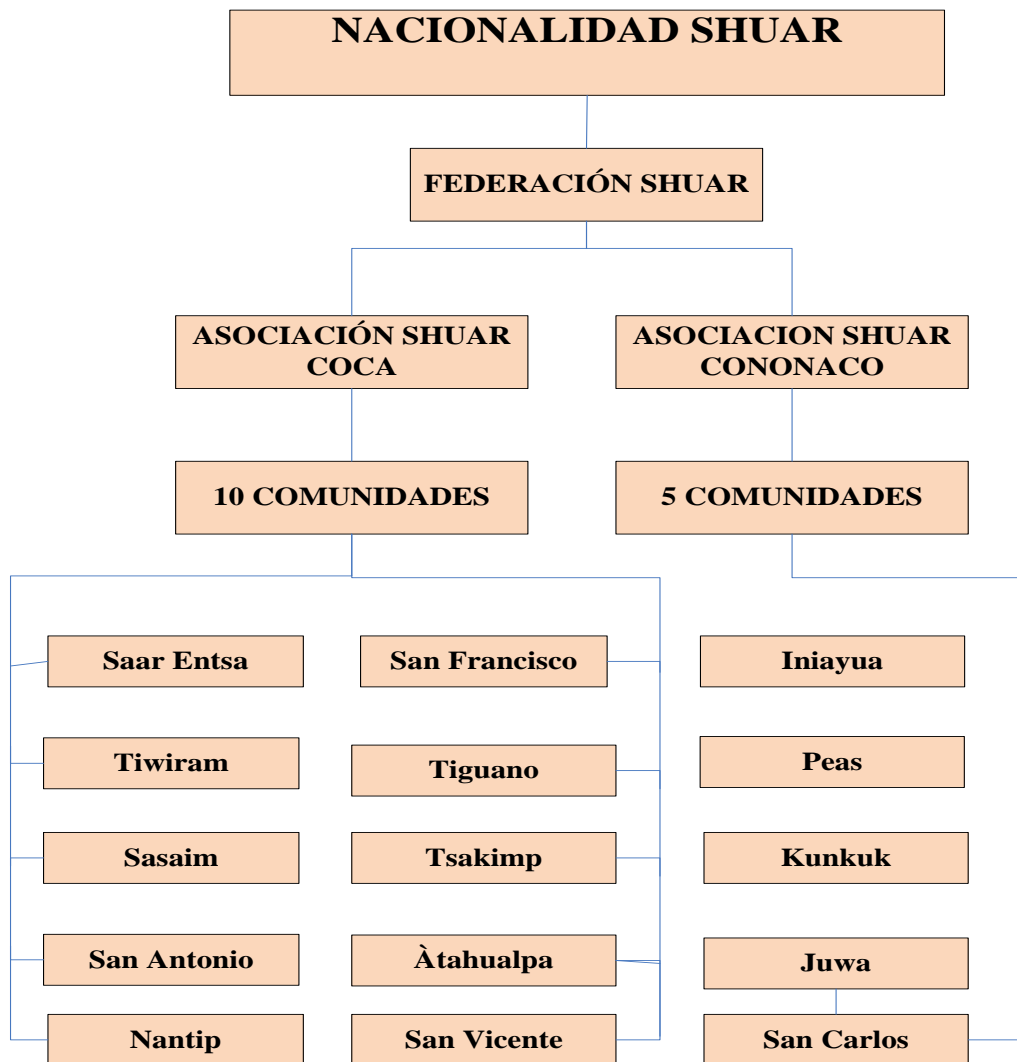 NACIONALIDAD SHUAR
FEDERACIÓN SHUAR
ASOCIACIÓN SHUAR
COCA
ASOCIACION SHUAR
CONONACO
10 COMUNIDADES
5 COMUNIDADES
Saar Entsa
San Francisco
Iniayua
Tiwiram
Tiguano
Peas
Sasaim
Tsakimp
Kunkuk
San Antonio
Àtahualpa
Juwa
Nantip
San Vicente
San Carlos